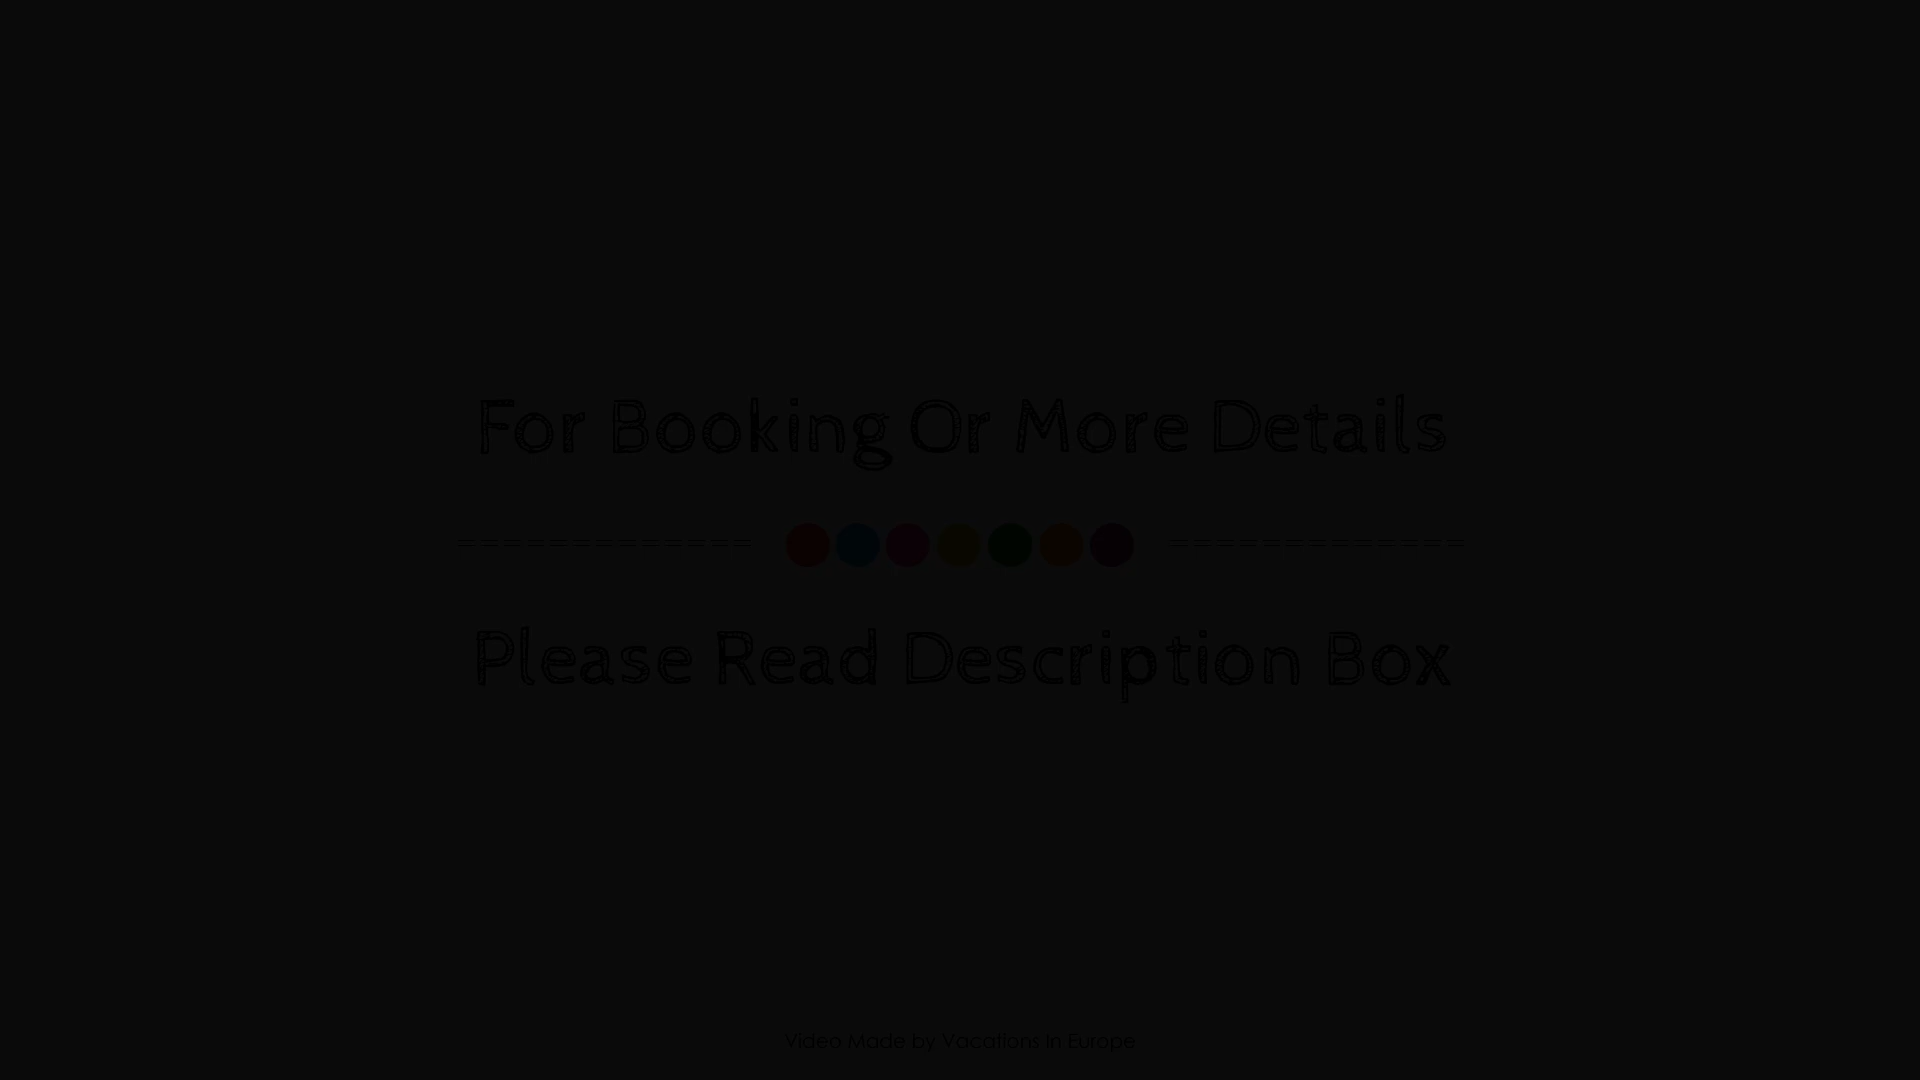 For Booking Or More Details
Please Read Description Box
Video Made by Vacations In Europe